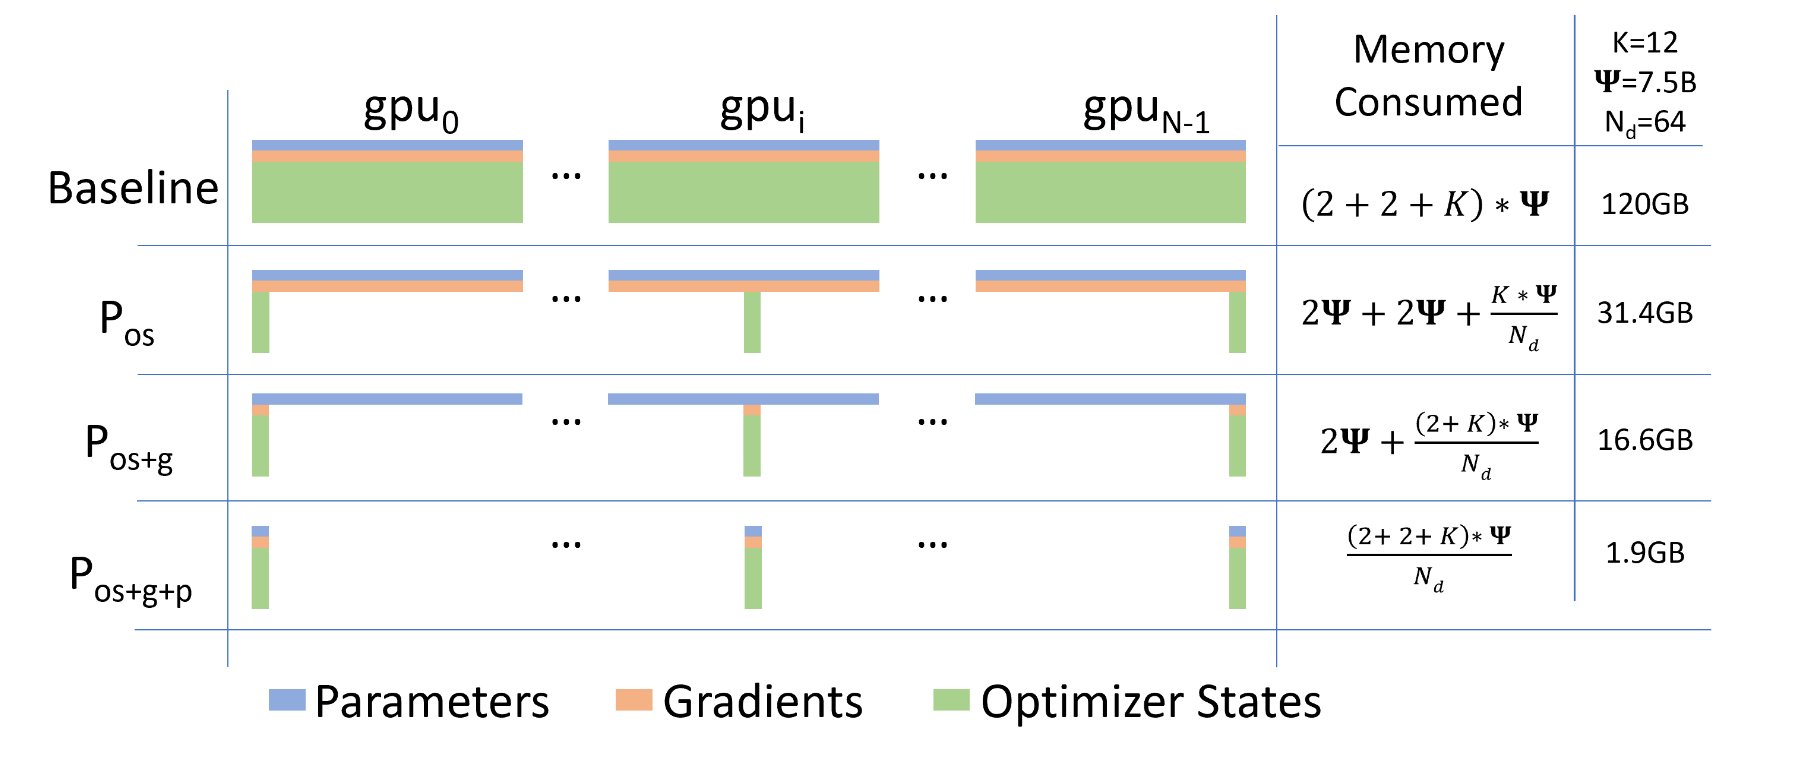 gpu0 gpui gpuN-1
Memory Consumed
K=12
Ψ=7.5B
Nd=64
Baseline ... ... (2 + 2 + K) ∗ Ψ 120GB
Pos ... ... 2Ψ + 2Ψ + K ∗ Ψ / Nd 31.4GB
Pos+g ... ... 2Ψ + (2+ K)∗ Ψ / Nd 16.6GB
Pos+g+p ... ... (2+ 2+ K)∗ Ψ / Nd 1.9GB
Parameters Gradients Optimizer States